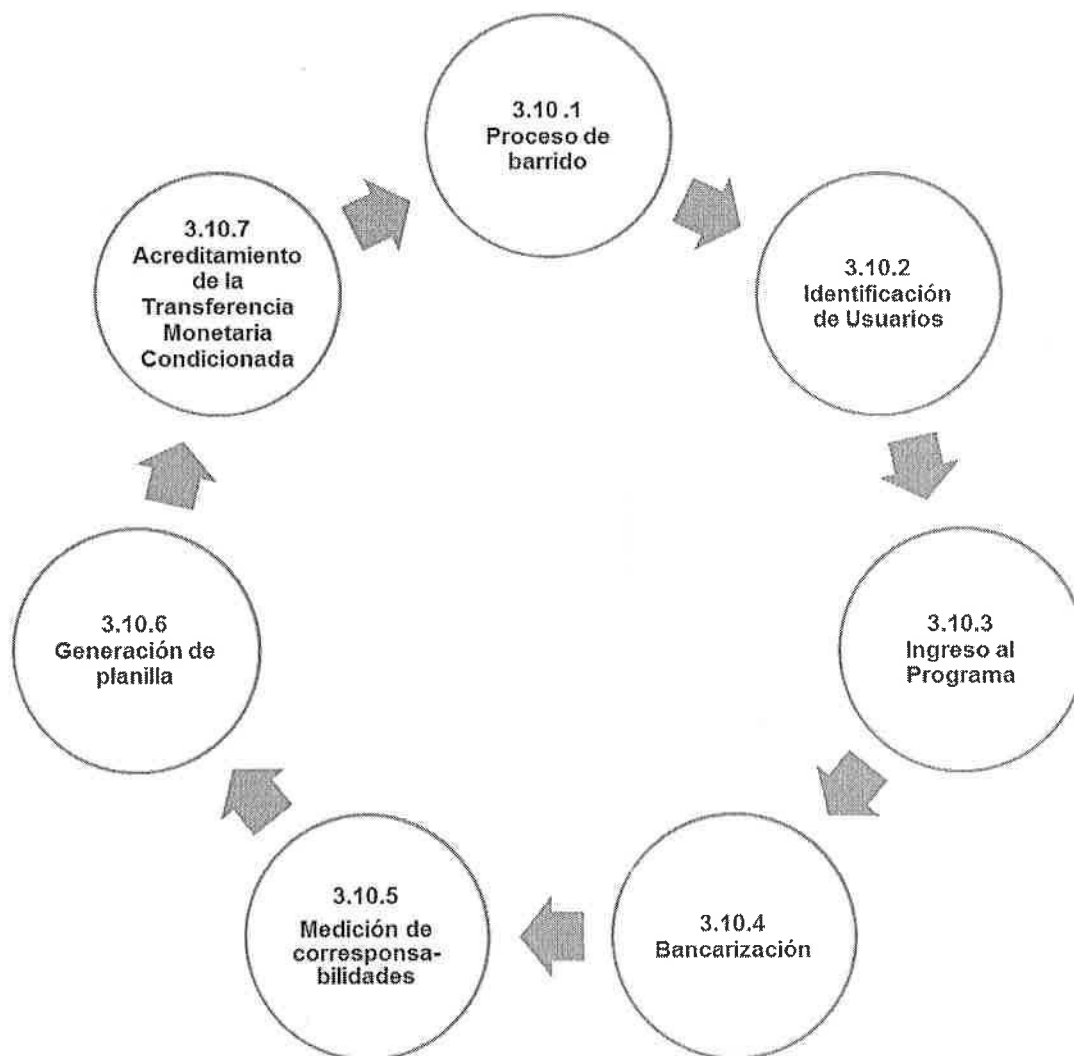 3.10 .1
Proceso de
barrido
3.10.2
Identificación
de Usuarios
3.10.3
Ingreso al
Programa
3.10.4
Bancarización
3.10.5
Medición de
corresponsa-
bilidades
3.10.6
Generación de
planilla
3.10.7
Acreditamiento
de la
Transferencia
Monetaria
Condicionada